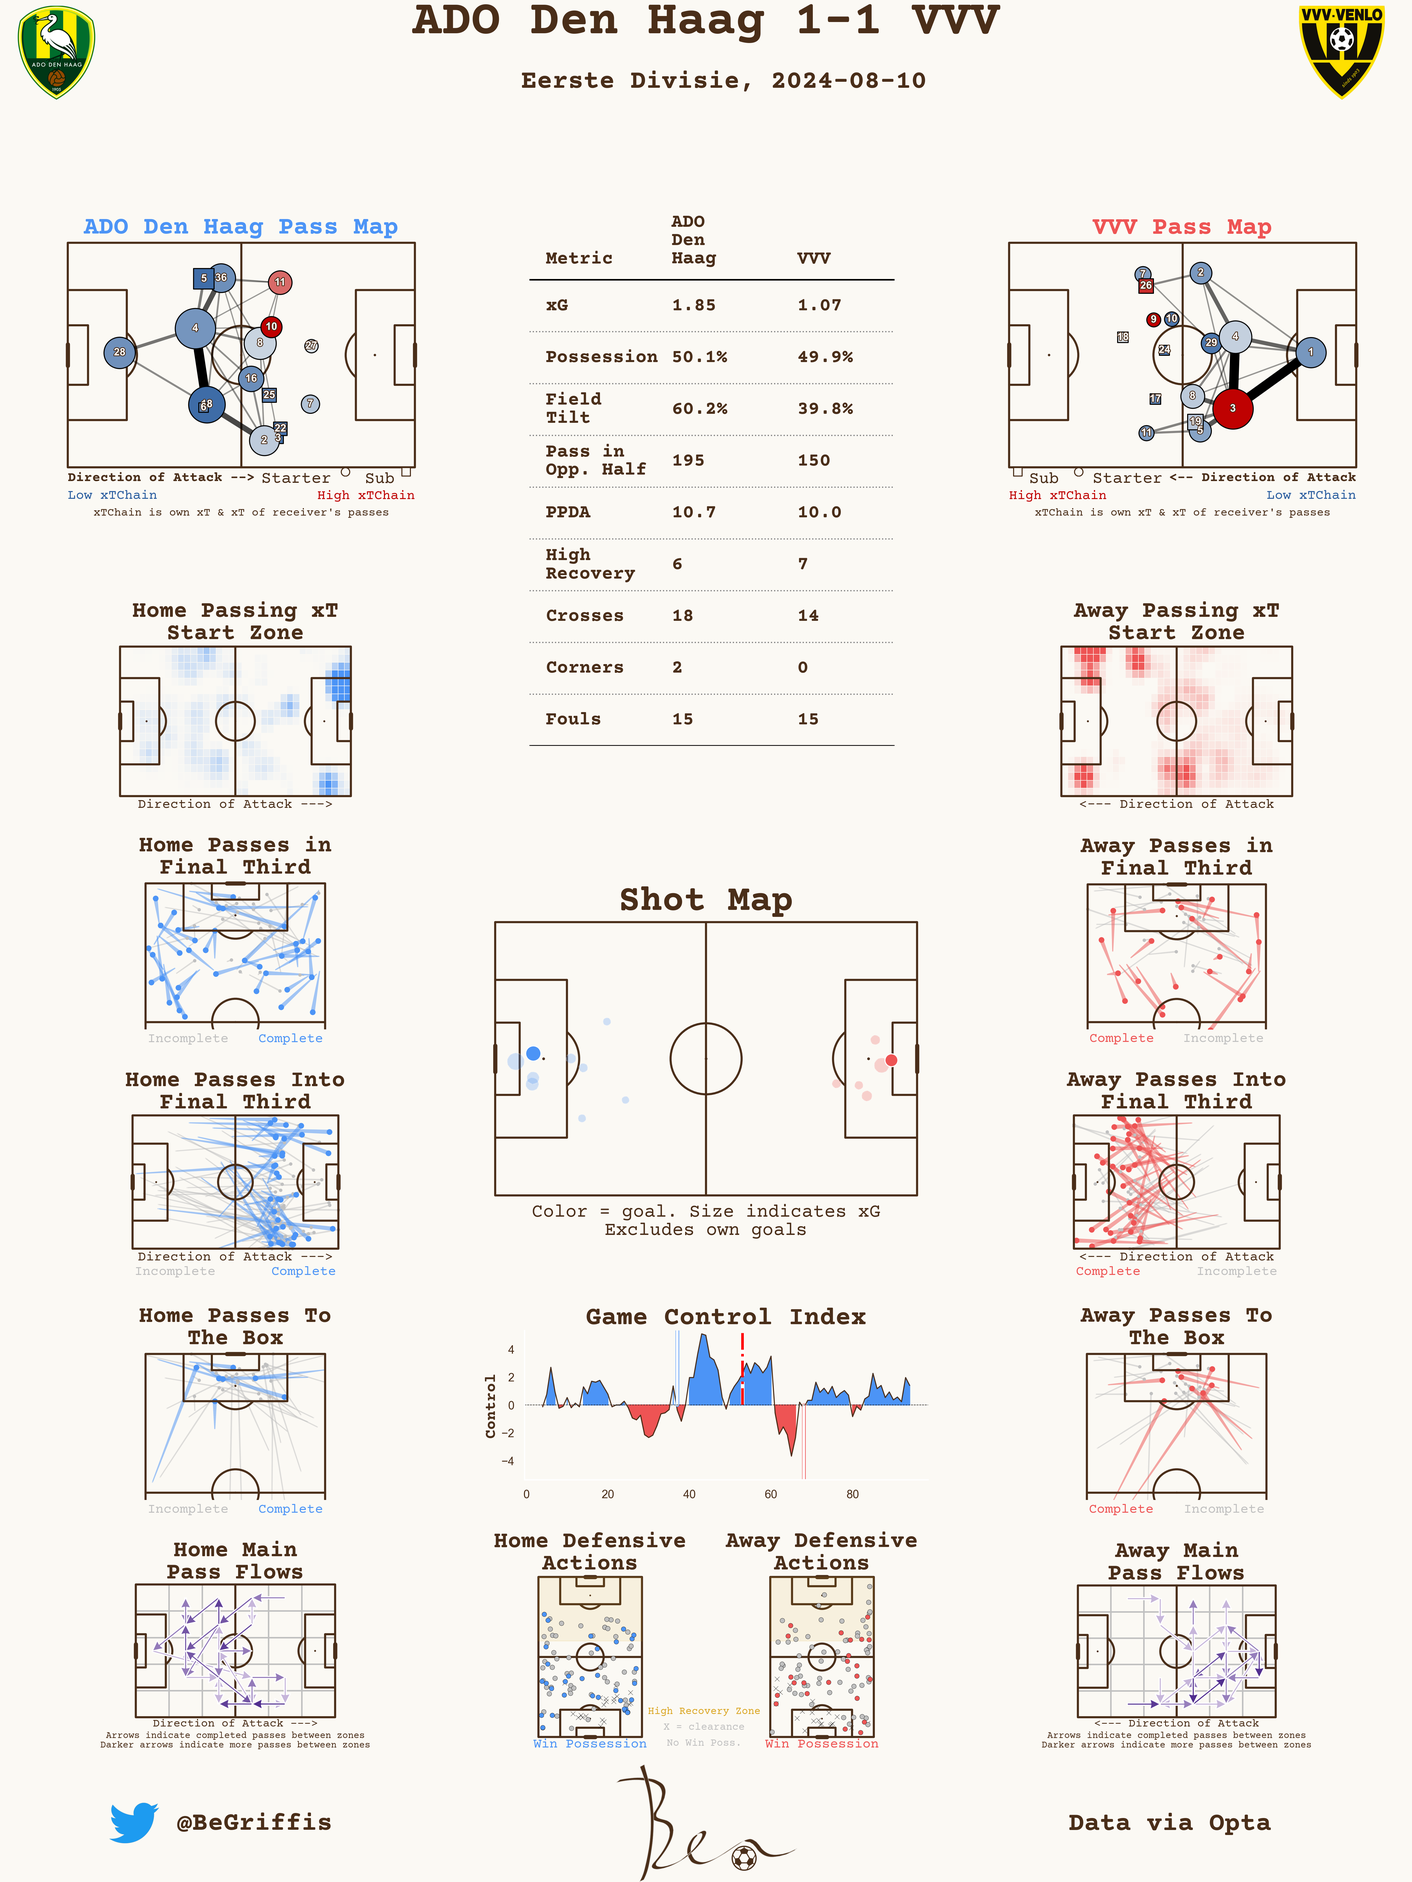 ADO Den Haag 1-1 VVV
Eerste Divisie, 2024-08-10
ADO DEN HAAG
1905
VVV-VENLO
ADO Den Haag Pass Map
5
36
11
4
10
8
27
28
16
25
7
6
18
22
2
3
Direction of Attack --> Starter Sub
Low xTChain High xTChain
xTChain is own xT & xT of receiver's passes
Metric ADO Den Haag VVV
xG 1.85 1.07
Possession 50.1% 49.9%
Field Tilt 60.2% 39.8%
Pass in Opp. Half 195 150
PPDA 10.7 10.0
High Recovery 6 7
Crosses 18 14
Corners 2 0
Fouls 15 15
VVV Pass Map
7
26
2
9
10
18
4
29
24
1
17
8
3
19
11
5
Sub Starter <-- Direction of Attack
High xTChain Low xTChain
xTChain is own xT & xT of receiver's passes
Home Passing xT
Start Zone
Direction of Attack --->
Away Passing xT
Start Zone
<--- Direction of Attack
Home Passes in
Final Third
Incomplete Complete
Away Passes in
Final Third
Complete Incomplete
Shot Map
Color = goal. Size indicates xG
Excludes own goals
Home Passes Into
Final Third
Direction of Attack --->
Incomplete Complete
Away Passes Into
Final Third
<--- Direction of Attack
Complete Incomplete
Home Passes To
The Box
Incomplete Complete
Game Control Index
Control
4
2
0
−2
−4
0 20 40 60 80
Away Passes To
The Box
Complete Incomplete
Home Main
Pass Flows
Direction of Attack --->
Arrows indicate completed passes between zones
Darker arrows indicate more passes between zones
Home Defensive
Actions
Win Possession
Away Defensive
Actions
Win Possession
High Recovery Zone
X = clearance
No Win Poss.
Away Main
Pass Flows
<--- Direction of Attack
Arrows indicate completed passes between zones
Darker arrows indicate more passes between zones
@BeGriffis
Ben
Data via Opta